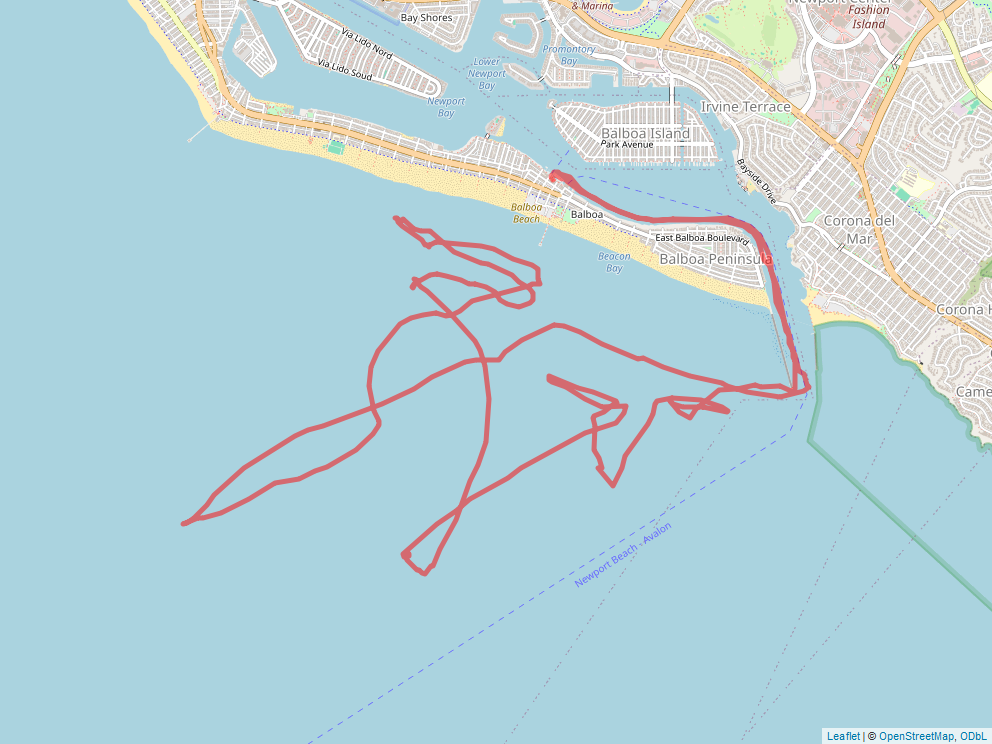 Newport Center
Fashion
Island
& Marina
Bay Shores
Via Lido Nord
Via Lido Soud
Promontory
Bay
Lower
Newport
Bay
Newport
Bay
Irvine Terrace
Balboa Island
Park Avenue
Bayside Drive
Balboa
Beach
Balboa
East Balboa Boulevard
Balboa Peninsula
Beacon
Bay
Corona del
Mar
Corona H
Came
Newport Beach - Avalon
Leaflet | © OpenStreetMap, ODbL